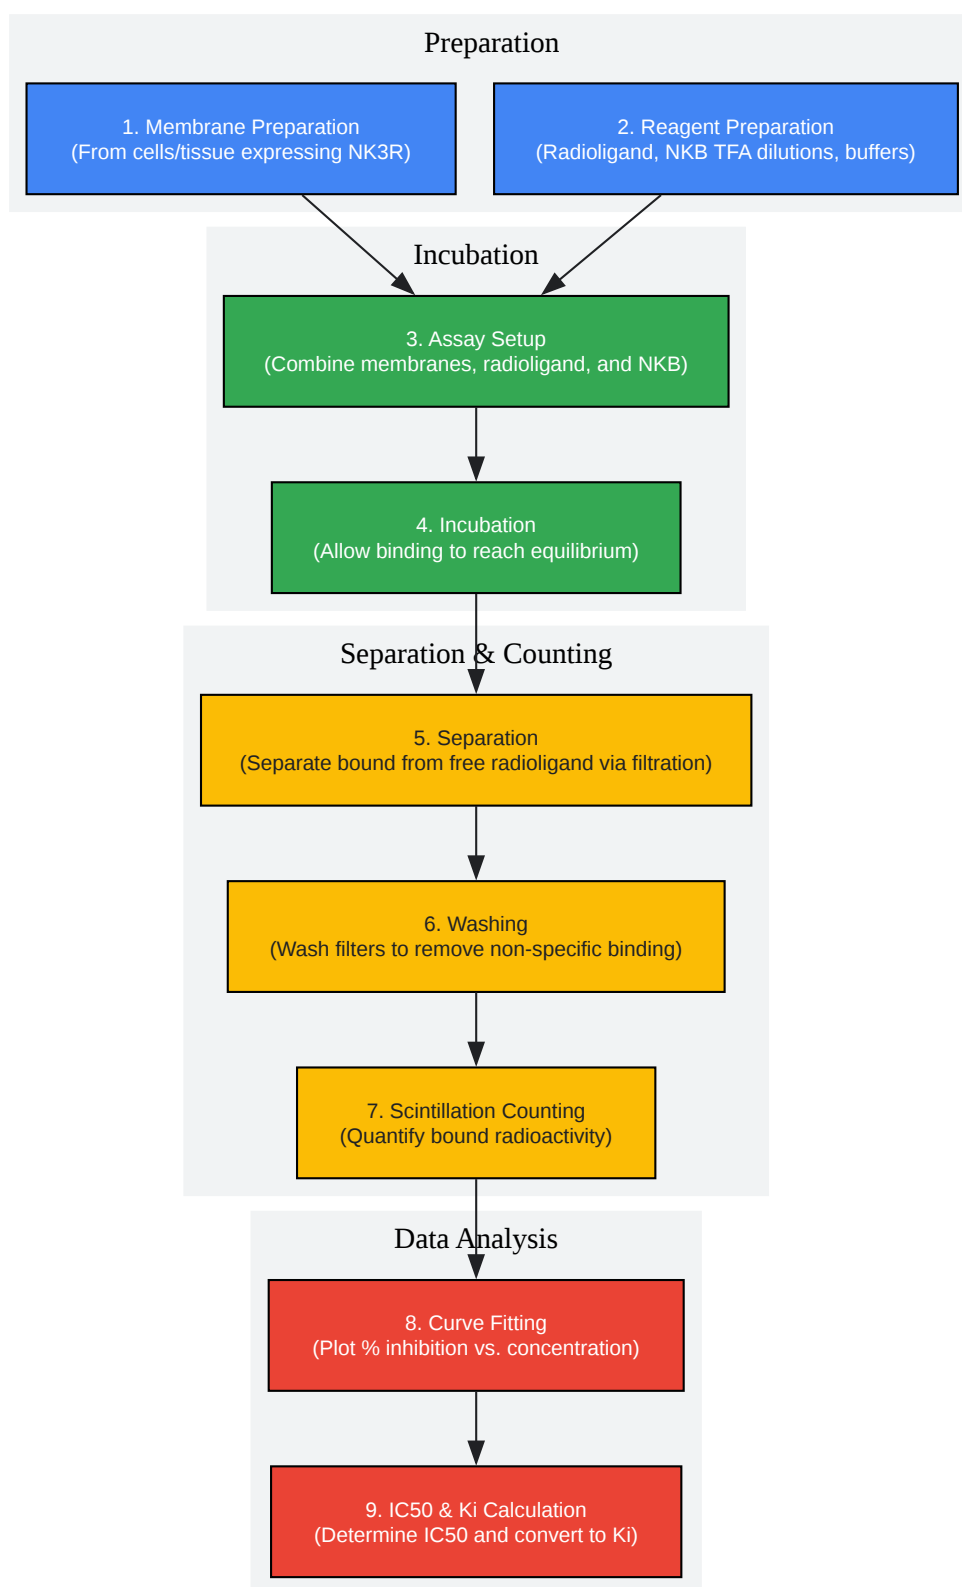 Preparation
1. Membrane Preparation
(From cells/tissue expressing NK3R)
2. Reagent Preparation
(Radioligand, NKB TFA dilutions, buffers)
Incubation
3. Assay Setup
(Combine membranes, radioligand, and NKB)
4. Incubation
(Allow binding to reach equilibrium)
Separation & Counting
5. Separation
(Separate bound from free radioligand via filtration)
6. Washing
(Wash filters to remove non-specific binding)
7. Scintillation Counting
(Quantify bound radioactivity)
Data Analysis
8. Curve Fitting
(Plot % inhibition vs. concentration)
9. IC50 & Ki Calculation
(Determine IC50 and convert to Ki)